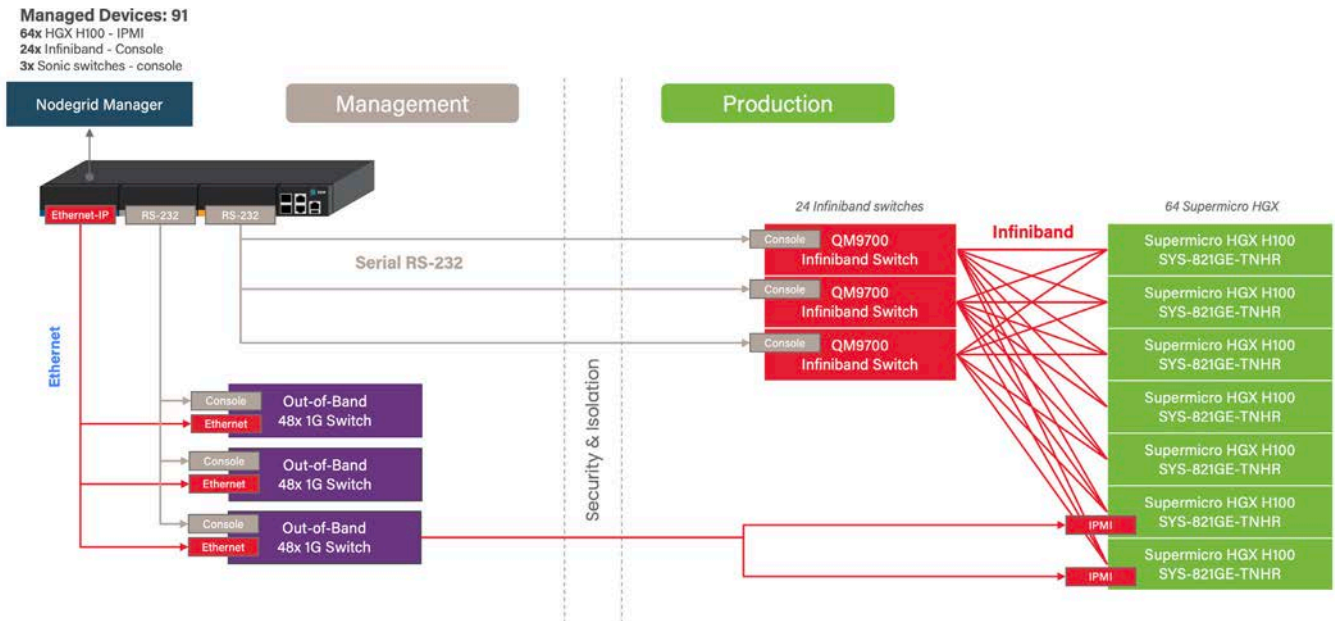 Managed Devices: 91
64x HGX H100 - IPMI
24x Infiniband - Console
3x Sonic switches - console
Nodegrid Manager
Management
Production
Ethernet-IP
RS-232
RS-232
24 Infiniband switches
64 Supermicro HGX
Serial RS-232
Infiniband
Console
QM9700
Infiniband Switch
Console
QM9700
Infiniband Switch
Console
QM9700
Infiniband Switch
Supermicro HGX H100
SYS-821GE-TNHR
Supermicro HGX H100
SYS-821GE-TNHR
Supermicro HGX H100
SYS-821GE-TNHR
Supermicro HGX H100
SYS-821GE-TNHR
Supermicro HGX H100
SYS-821GE-TNHR
Supermicro HGX H100
SYS-821GE-TNHR
Supermicro HGX H100
SYS-821GE-TNHR
IPMI
IPMI
Ethernet
Console
Ethernet
Out-of-Band
48x 1G Switch
Console
Ethernet
Out-of-Band
48x 1G Switch
Console
Ethernet
Out-of-Band
48x 1G Switch
Security & Isolation